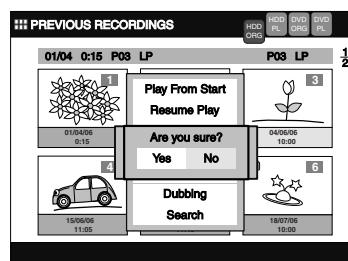 PREVIOUS RECORDINGS
HDD ORG
HDD PL
DVD ORG
DVD PL
01/04 0:15 P03 LP P03 LP
1
2
1
3
Play From Start
Resume Play
01/04/06
0:15
04/06/06
10:00
Are you sure?
Yes No
4
6
Dubbing
Search
15/06/06
11:05
18/07/06
10:00